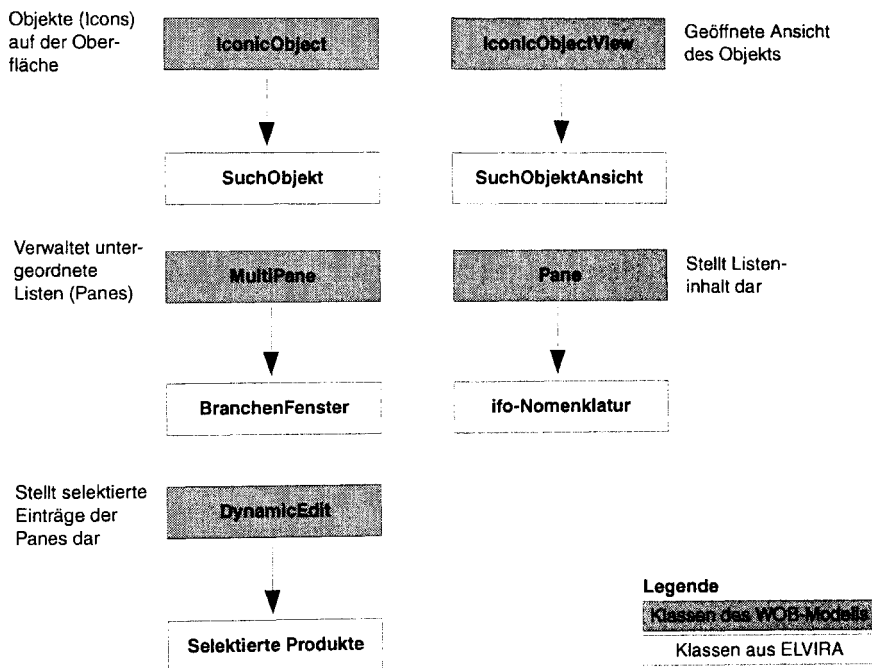 Objekte (Icons)
auf der Ober-
fläche
IconicObject
IconicObjectView
Geöffnete Ansicht
des Objekts
SuchObjekt
SuchObjektAnsicht
Verwaltet unter-
geordnete
Listen (Panes)
MultiPane
Pane
Stellt Listen-
inhalt dar
BranchenFenster
ifo-Nomenklatur
Stellt selektierte
Einträge der
Panes dar
DynamicEdit
Selektierte Produkte
Legende
Klassen des WOB-Modells
Klassen aus ELVIRA